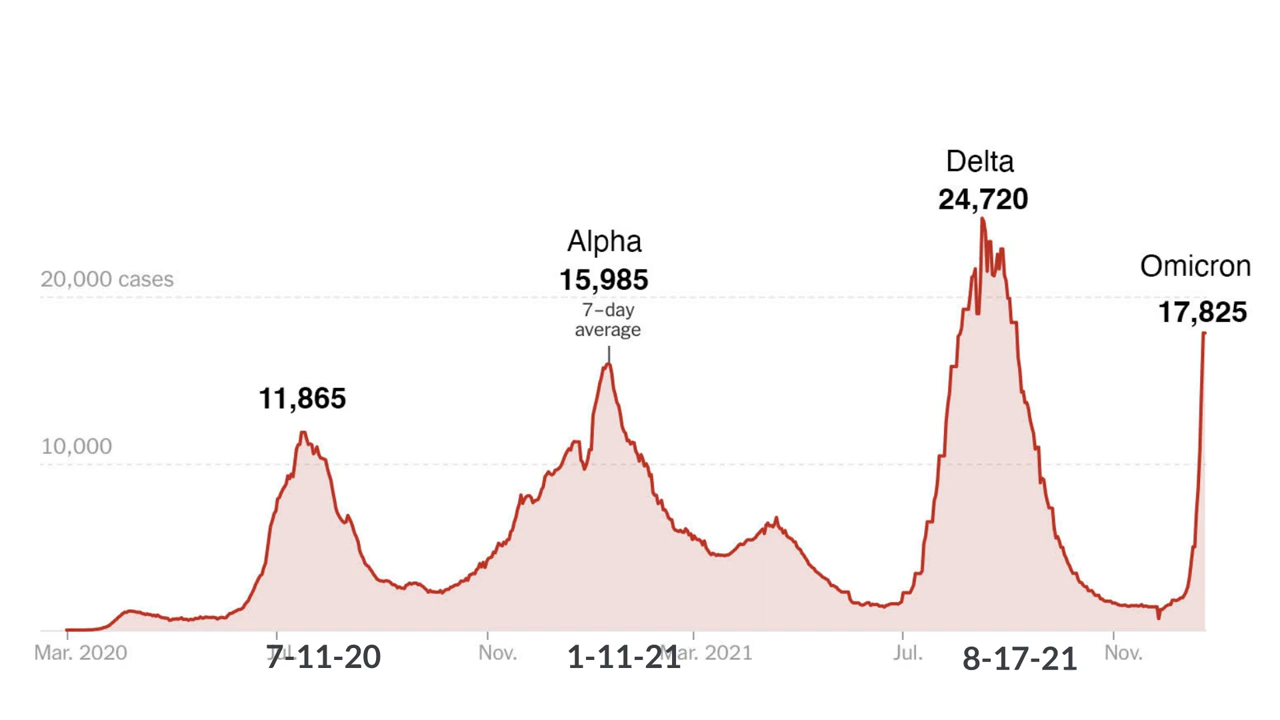 Delta
24,720
Alpha
15,985
7-day
average
Omicron
17,825
20,000 cases
11,865
10,000
Mar. 2020
7-11-20
Nov.
1-11-21
Mar. 2021
Jul.
8-17-21
Nov.